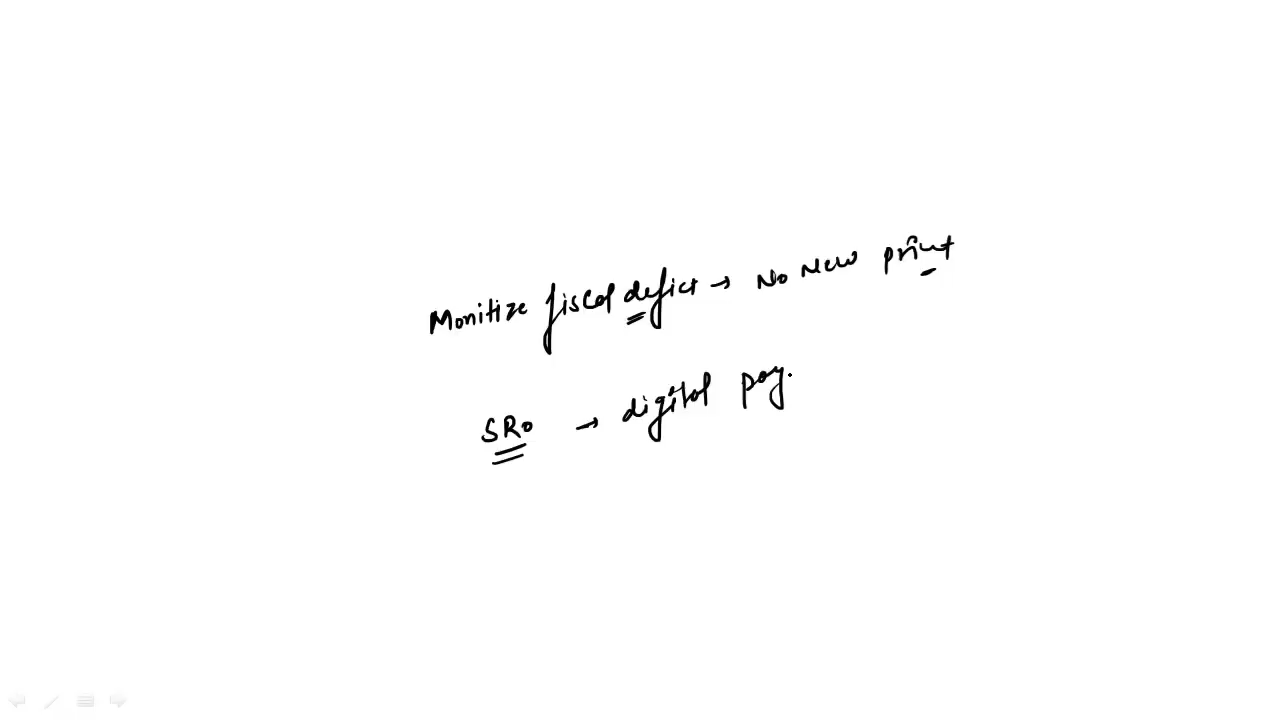 Monitize fiscal deficit → No New print
SRO → digital pay.